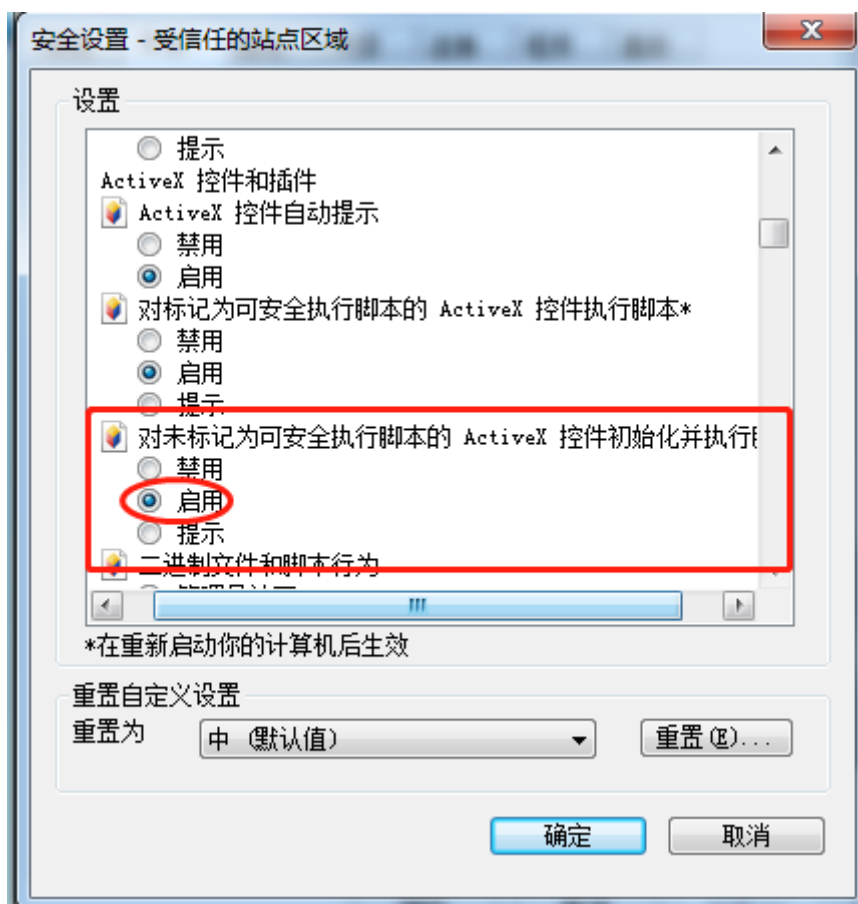 安全设置 - 受信任的站点区域
设置
提示
ActiveX 控件和插件
ActiveX 控件自动提示
禁用
启用
对标记为可安全执行脚本的 ActiveX 控件执行脚本*
禁用
启用
提示
对未标记为可安全执行脚本的 ActiveX 控件初始化并执行
禁用
启用
提示
二进制文件和脚本行为
*在重新启动你的计算机后生效
重置自定义设置
重置为
中 (默认值)
重置(E)...
确定
取消